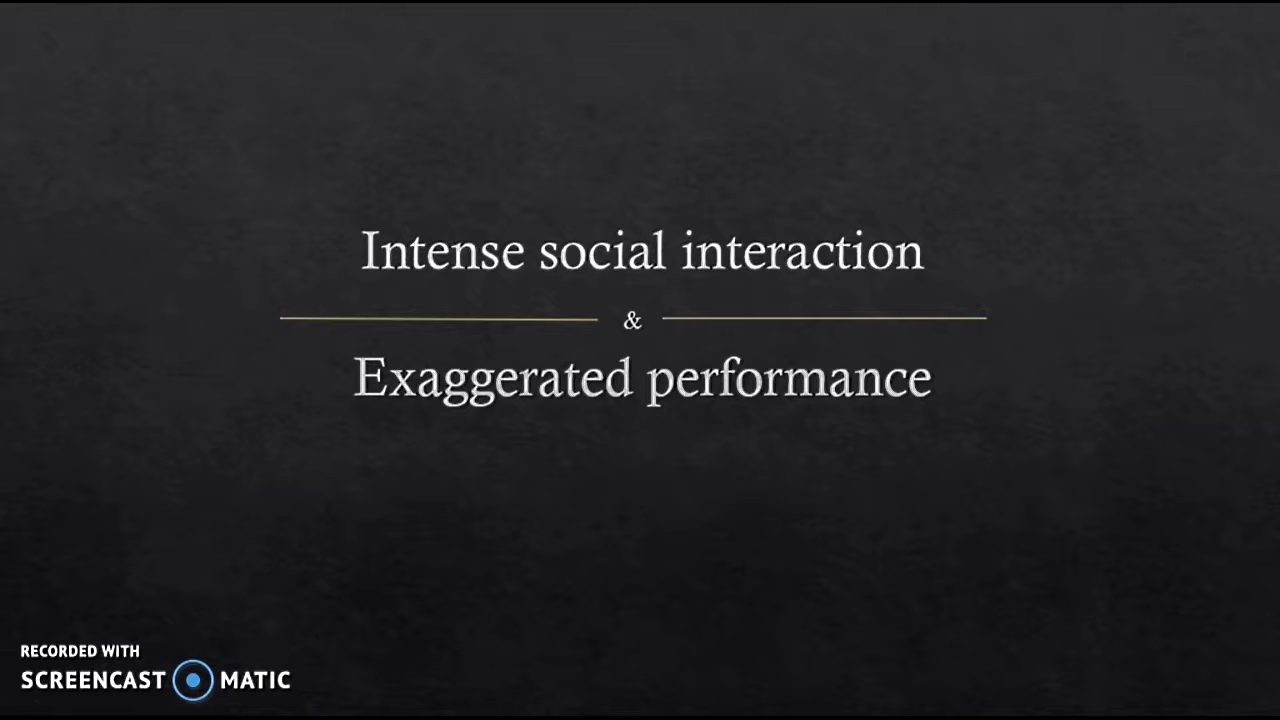 Intense social interaction
&
Exaggerated performance
RECORDED WITH
SCREENCAST MATIC